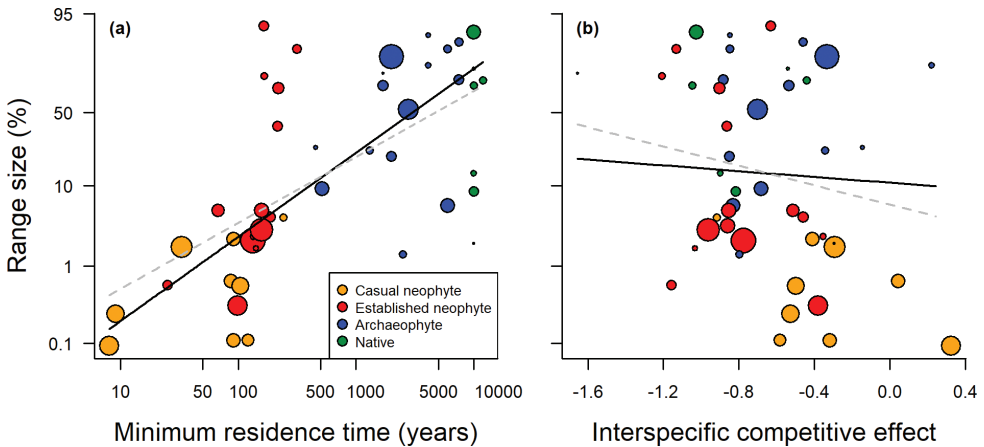 Range size (%)
95
50
10
1
0.1
(a)
Casual neophyte
Established neophyte
Archaeophyte
Native
10 50 100 500 1000 5000 10000
Minimum residence time (years)
(b)
-1.6 -1.2 -0.8 -0.4 0.0 0.4
Interspecific competitive effect